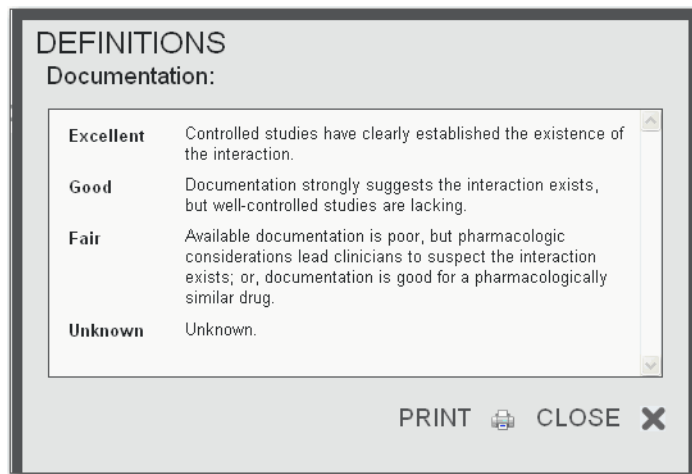 DEFINITIONS
Documentation:
Excellent Controlled studies have clearly established the existence of
the interaction.
Good Documentation strongly suggests the interaction exists,
but well-controlled studies are lacking.
Fair Available documentation is poor, but pharmacologic
considerations lead clinicians to suspect the interaction
exists; or, documentation is good for a pharmacologically
similar drug.
Unknown Unknown.
PRINT CLOSE